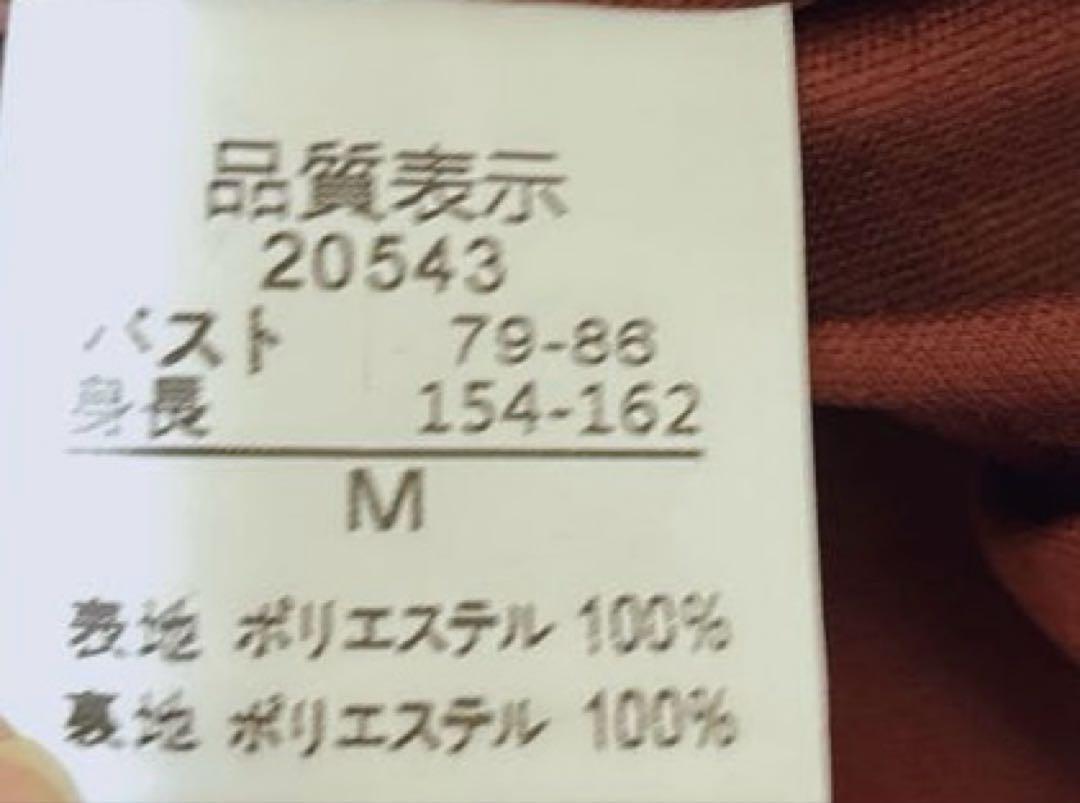 品質表示
20543
バスト 79-86
身長 154-162
M
表地 ポリエステル 100%
裏地 ポリエステル 100%